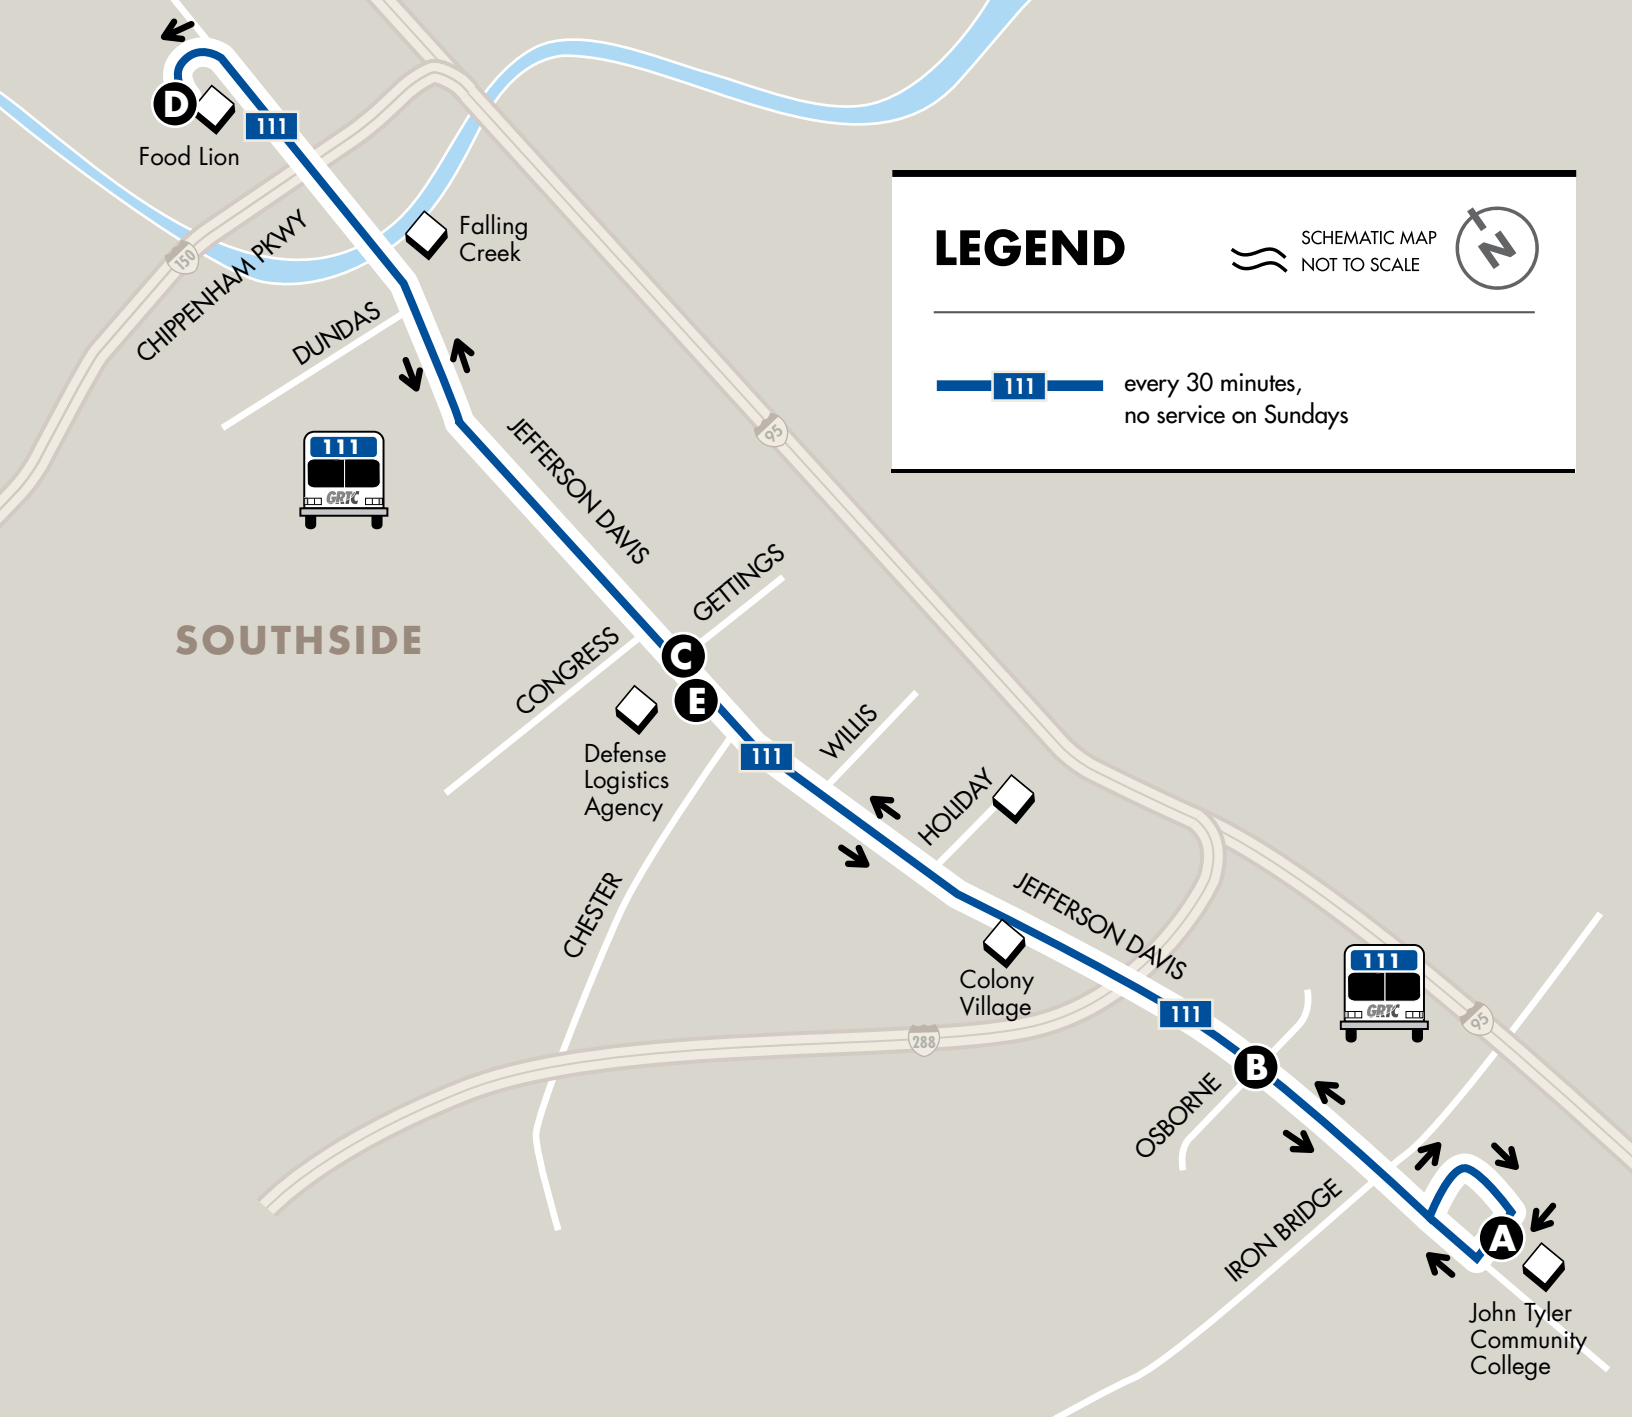 D
111
Food Lion
Falling
Creek
150
CHIPPENHAM PKWY
DUNDAS
LEGEND
SCHEMATIC MAP
NOT TO SCALE
N
111
every 30 minutes,
no service on Sundays
95
111
GRTC
JEFFERSON DAVIS
GETTINGS
SOUTHSIDE
CONGRESS
C
E
Defense
Logistics
Agency
111
WILLIS
HOLIDAY
CHESTER
JEFFERSON DAVIS
Colony
Village
288
111
111
GRTC
95
B
OSBORNE
IRON BRIDGE
A
John Tyler
Community
College